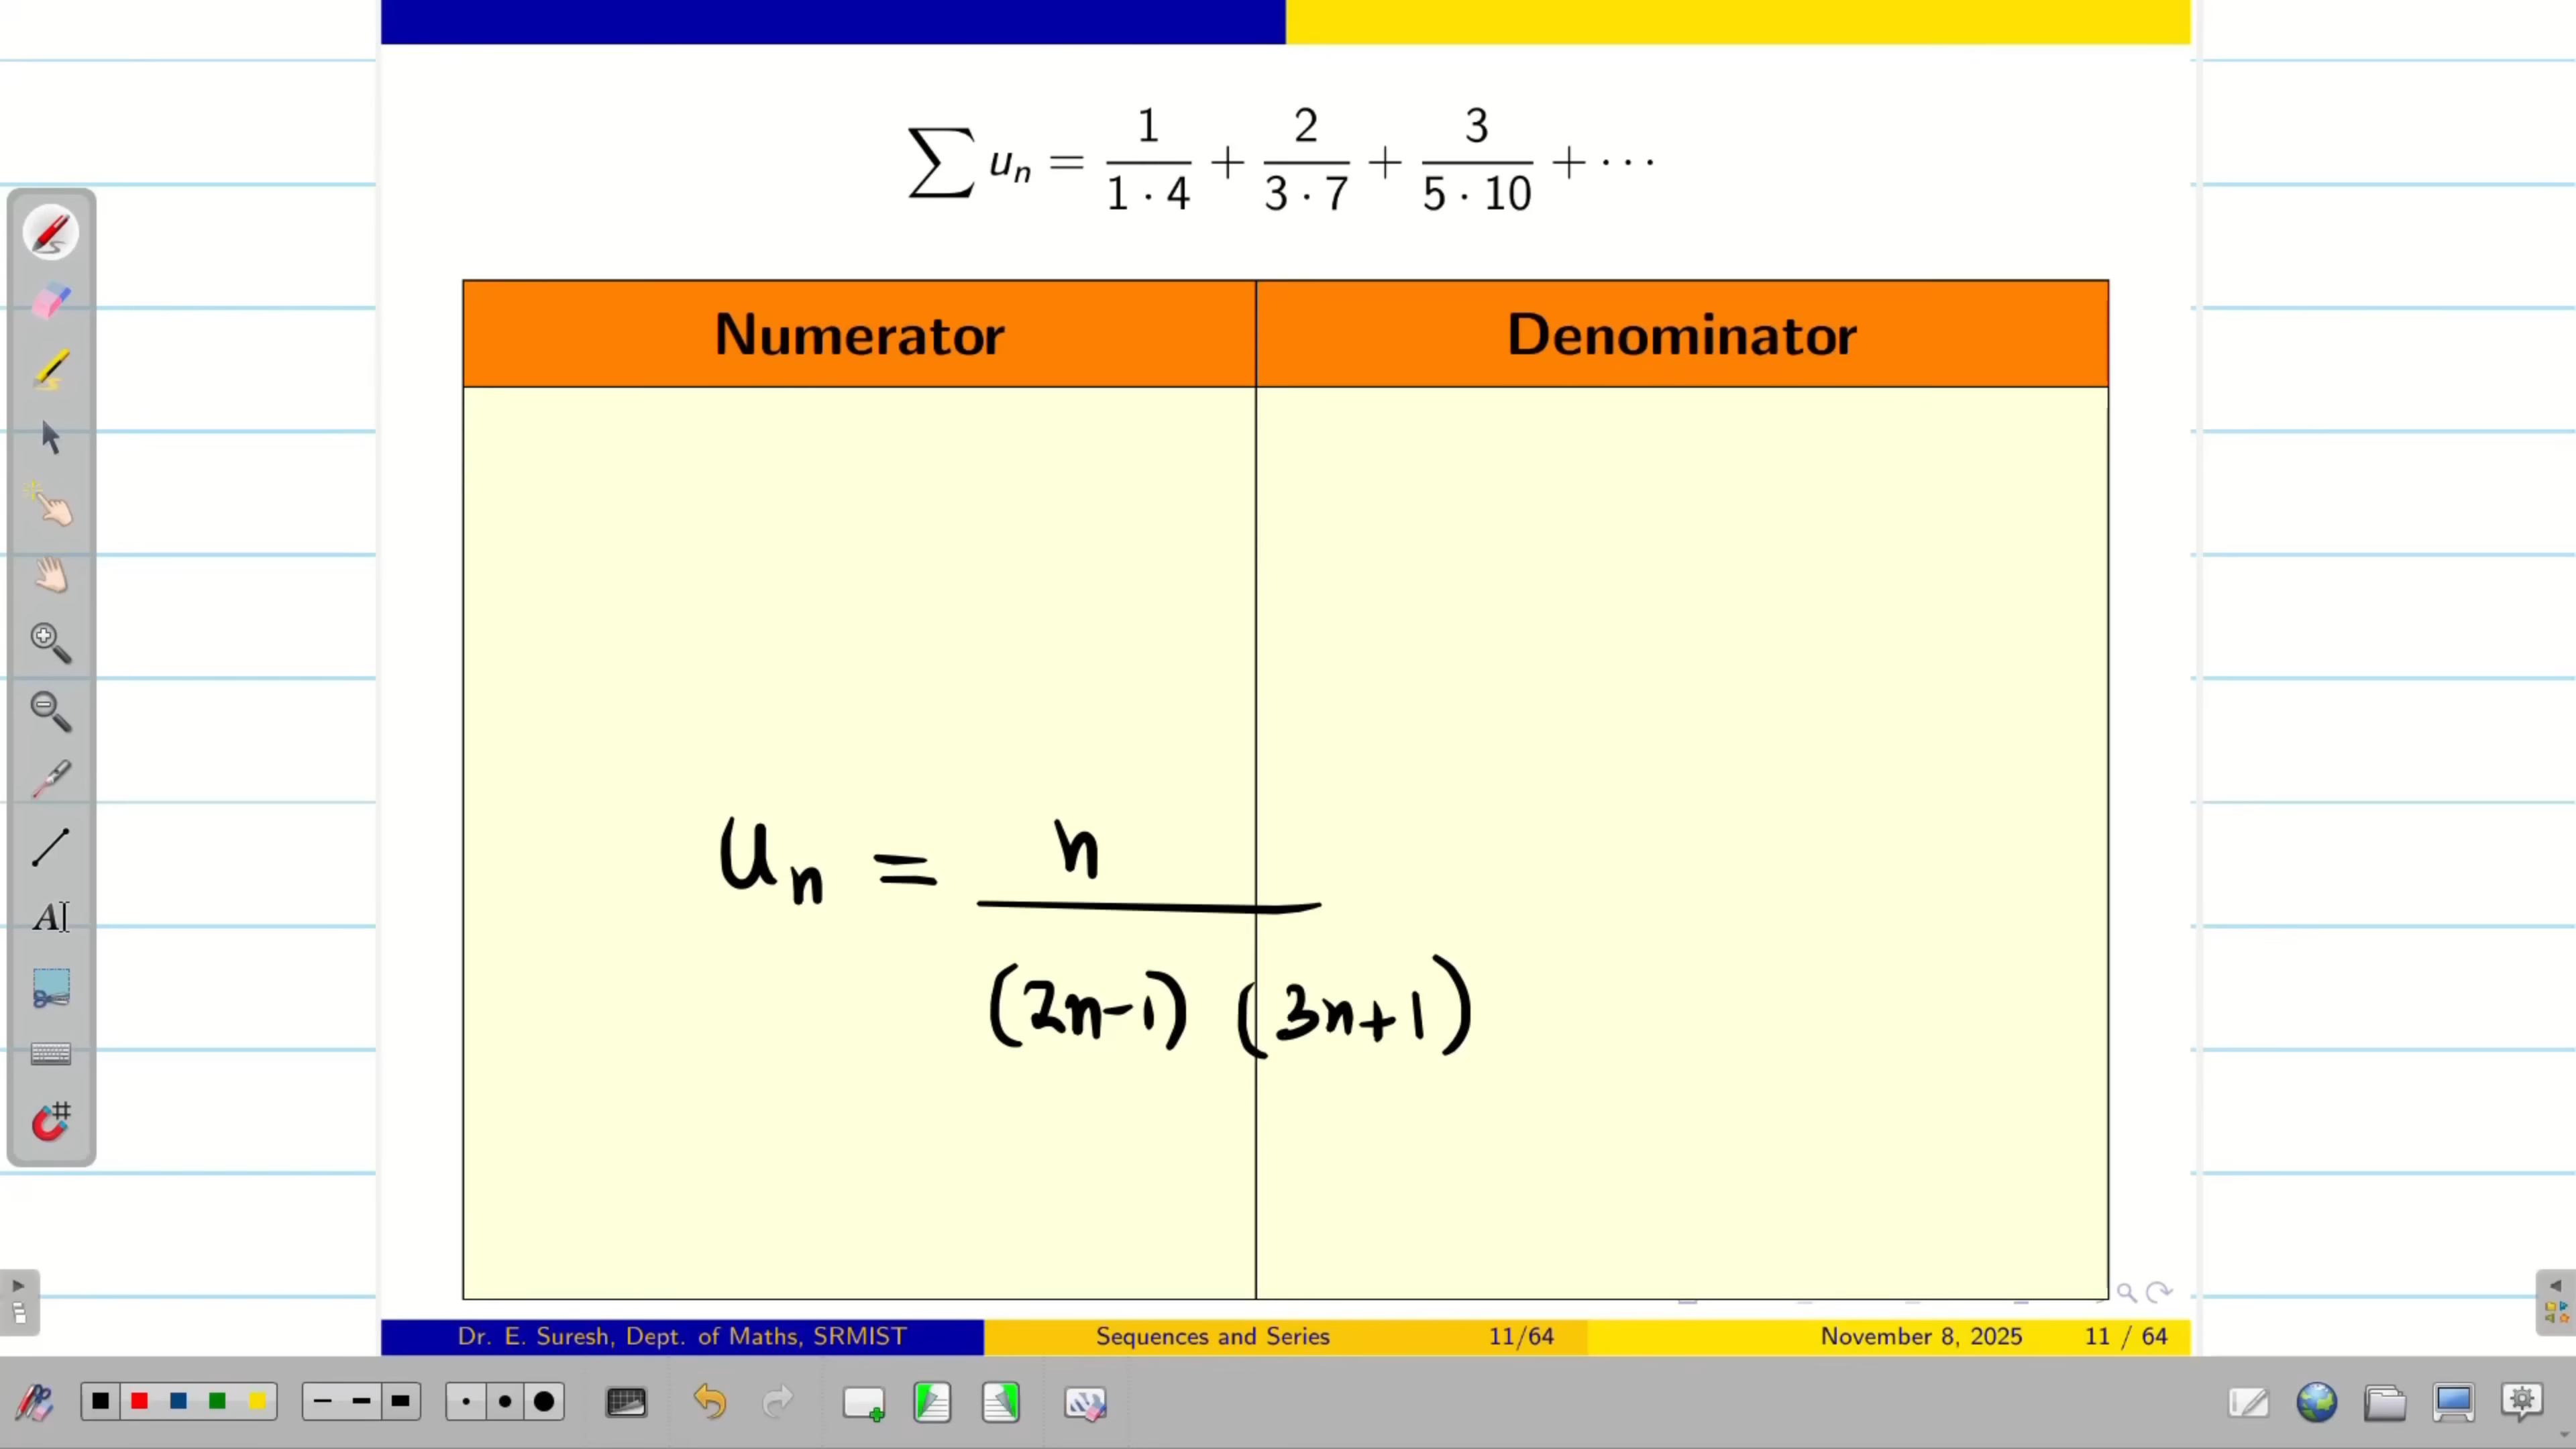 ∑ uₙ = 1/(1 · 4) + 2/(3 · 7) + 3/(5 · 10) + · · ·
Numerator Denominator
Uₙ = n/((2n-1) (3n+1))
Dr. E. Suresh, Dept. of Maths, SRMIST Sequences and Series 11/64 November 8, 2025 11 / 64